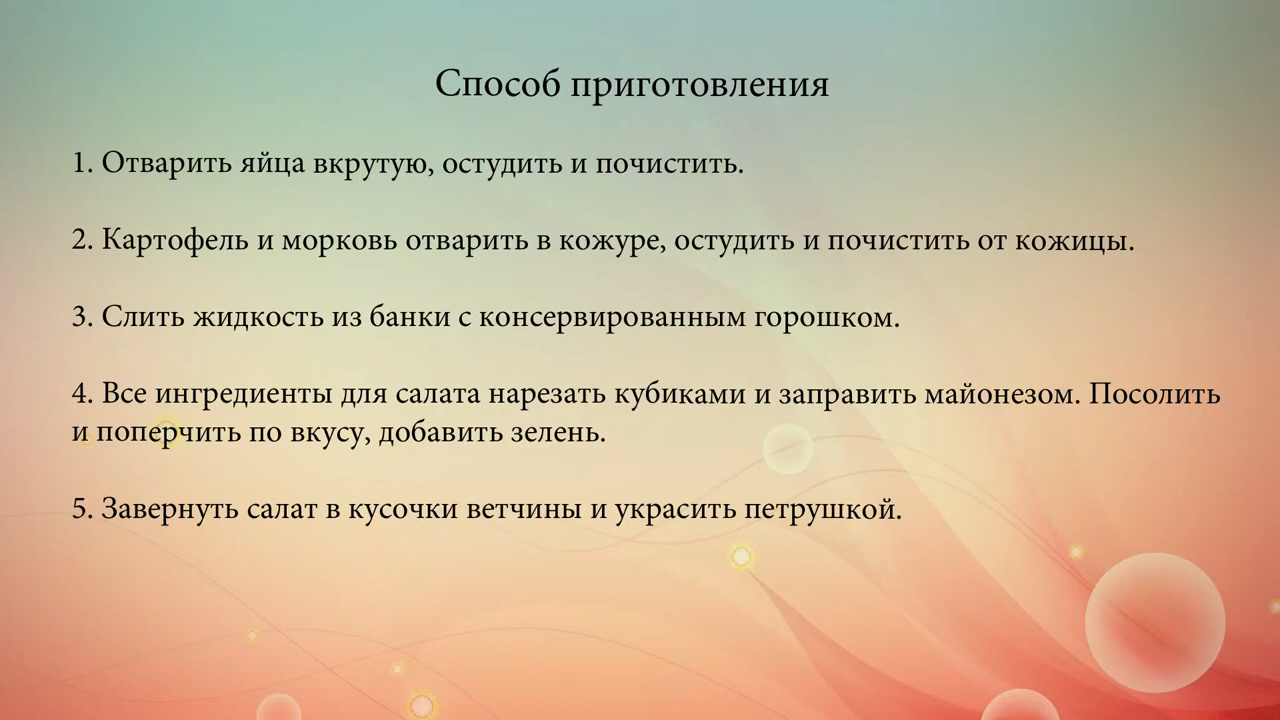 Способ приготовления
1. Отварить яйца вкрутую, остудить и почистить.
2. Картофель и морковь отварить в кожуре, остудить и почистить от кожицы.
3. Слить жидкость из банки с консервированным горошком.
4. Все ингредиенты для салата нарезать кубиками и заправить майонезом. Посолить
и поперчить по вкусу, добавить зелень.
5. Завернуть салат в кусочки ветчины и украсить петрушкой.